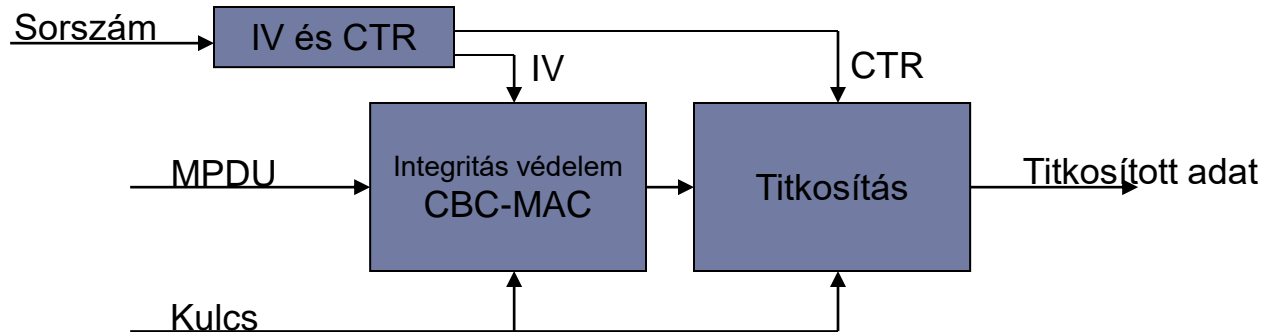 Sorszám
IV és CTR
IV
CTR
MPDU
Integritás védelem
CBC-MAC
Titkosítás
Titkosított adat
Kulcs